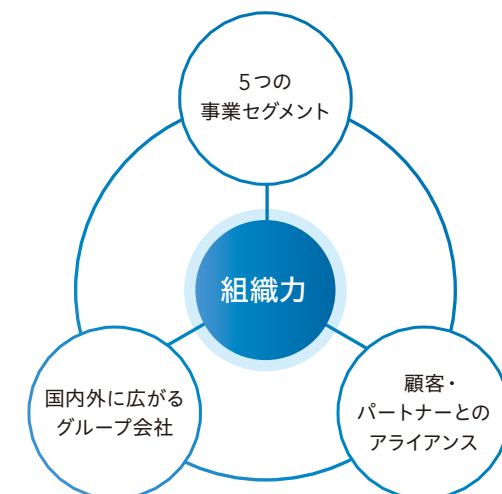 5つの
事業セグメント
組織力
国内外に広がる
グループ会社
顧客・
パートナーとの
アライアンス